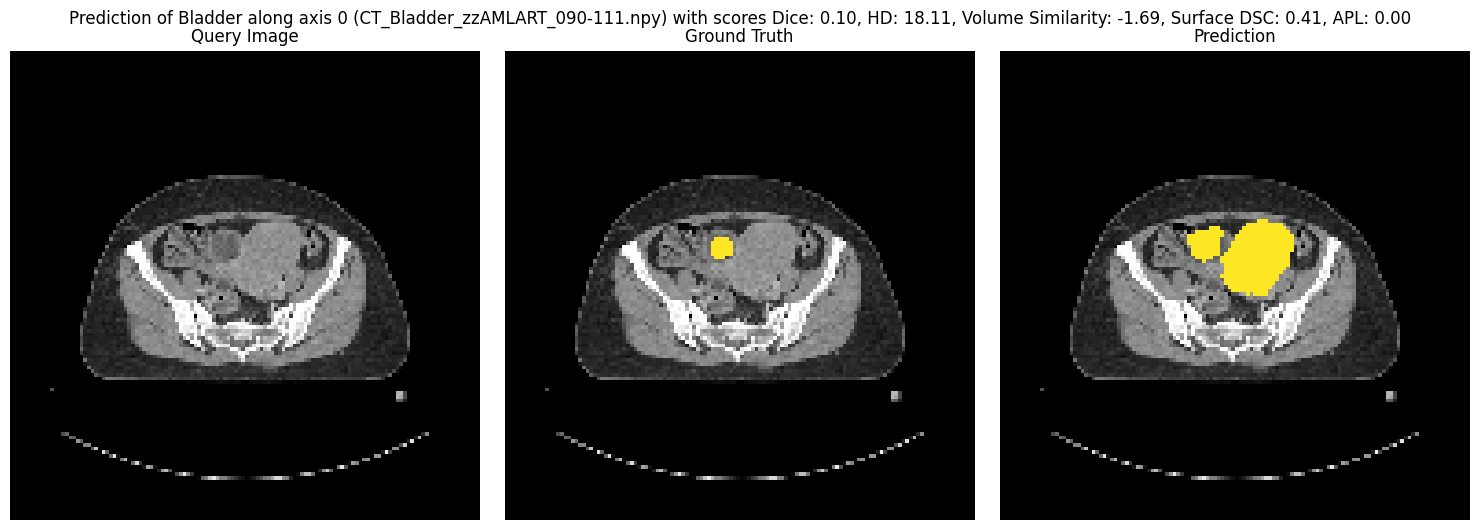 Prediction of Bladder along axis 0 (CT_Bladder_zzAMLART_090-111.npy) with scores Dice: 0.10, HD: 18.11, Volume Similarity: -1.69, Surface DSC: 0.41, APL: 0.00
Query Image
Ground Truth
Prediction